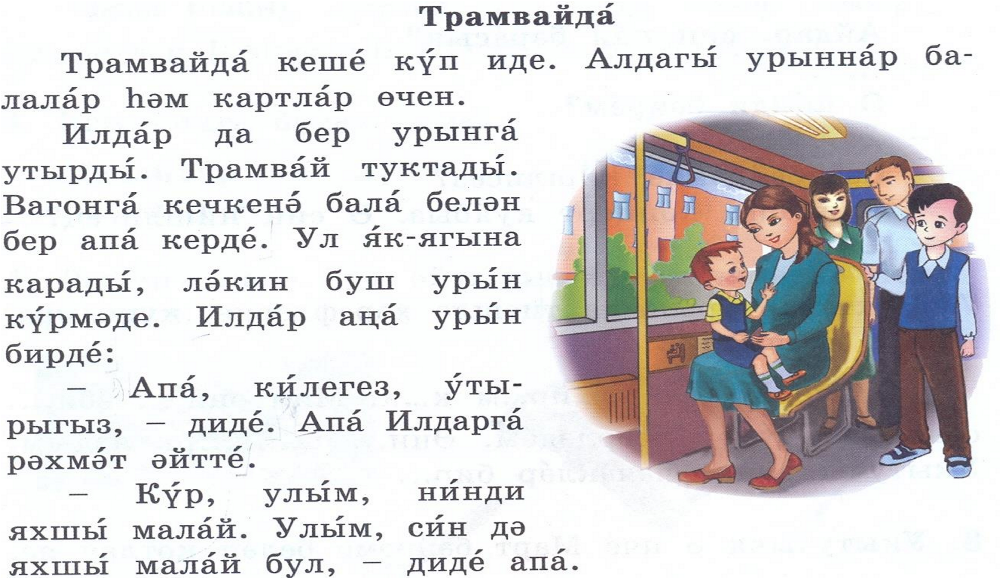 Трамвайда́
Трамвайда́ кеше́ кү́п иде. Алдагы́ урынна́р ба-
лала́р һәм картла́р өчен.
Илда́р да бер урынга́
утырды́. Трамва́й туктады́.
Вагонга́ кечкенә́ бала́ белән
бер апа́ керде́. Ул я́к-ягына
карады́, лә́кин буш уры́н
кү́рмәде. Илда́р аңа́ уры́н
бирде́:
– Апа́, ки́легез, у́ты-
рыгыз, – диде́. Апа́ Илдарга́
рәхмә́т әйтте́.
– Кү́р, улы́м, ни́нди
яхшы́ мала́й. Улы́м, си́н дә
яхшы́ мала́й бул, – диде́ апа́.